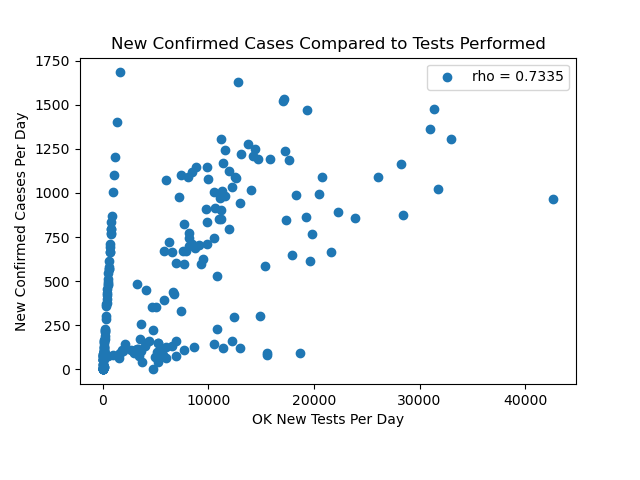 New Confirmed Cases Compared to Tests Performed
rho = 0.7335
1750
1500
1250
1000
750
500
250
0
New Confirmed Caeses Per Day
0 10000 20000 30000 40000
OK New Tests Per Day